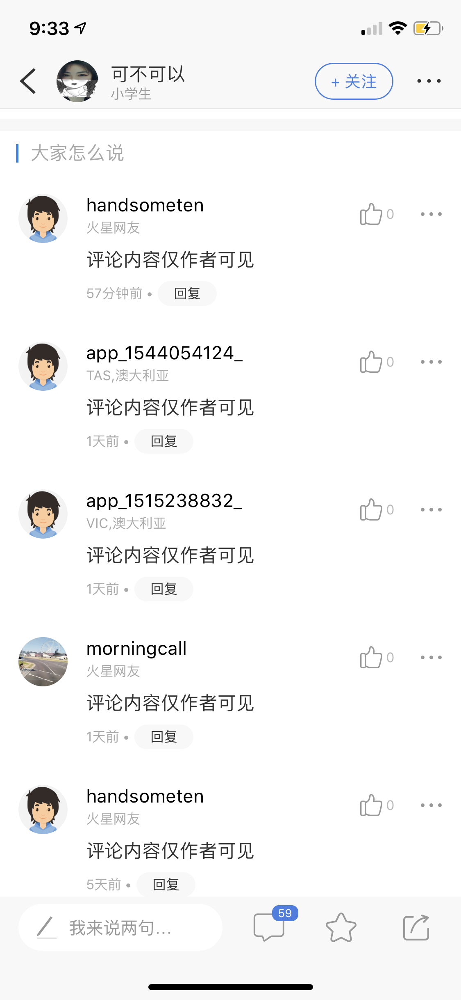 9:33
可不可以
小学生
+ 关注
大家怎么说
handsometen
0
火星网友
评论内容仅作者可见
57分钟前 • 回复
app_1544054124_
0
TAS,澳大利亚
评论内容仅作者可见
1天前 • 回复
app_1515238832_
0
VIC,澳大利亚
评论内容仅作者可见
1天前 • 回复
morningcall
0
火星网友
评论内容仅作者可见
1天前 • 回复
handsometen
0
火星网友
评论内容仅作者可见
5天前 • 回复
我来说两句...
59